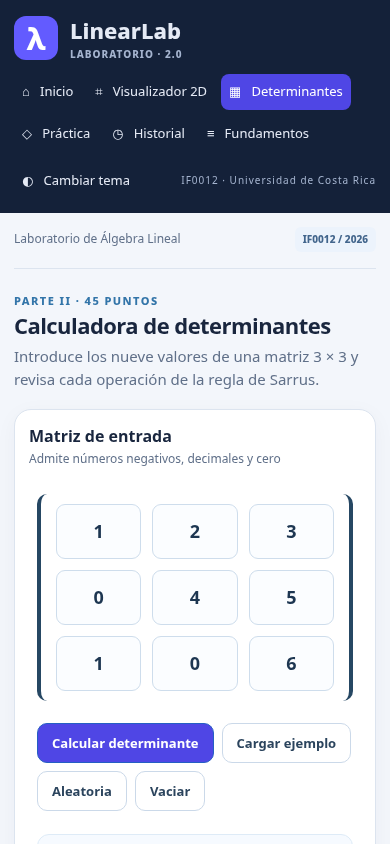 λ LinearLab
LABORATORIO · 2.0
⌂ Inicio ⌗ Visualizador 2D ▦ Determinantes
◇ Práctica ◷ Historial ≡ Fundamentos
◐ Cambiar tema IF0012 · Universidad de Costa Rica
Laboratorio de Álgebra Lineal IF0012 / 2026
PARTE II · 45 PUNTOS
Calculadora de determinantes
Introduce los nueve valores de una matriz 3 × 3 y
revisa cada operación de la regla de Sarrus.
Matriz de entrada
Admite números negativos, decimales y cero
1 2 3
0 4 5
1 0 6
Calcular determinante Cargar ejemplo
Aleatoria Vaciar